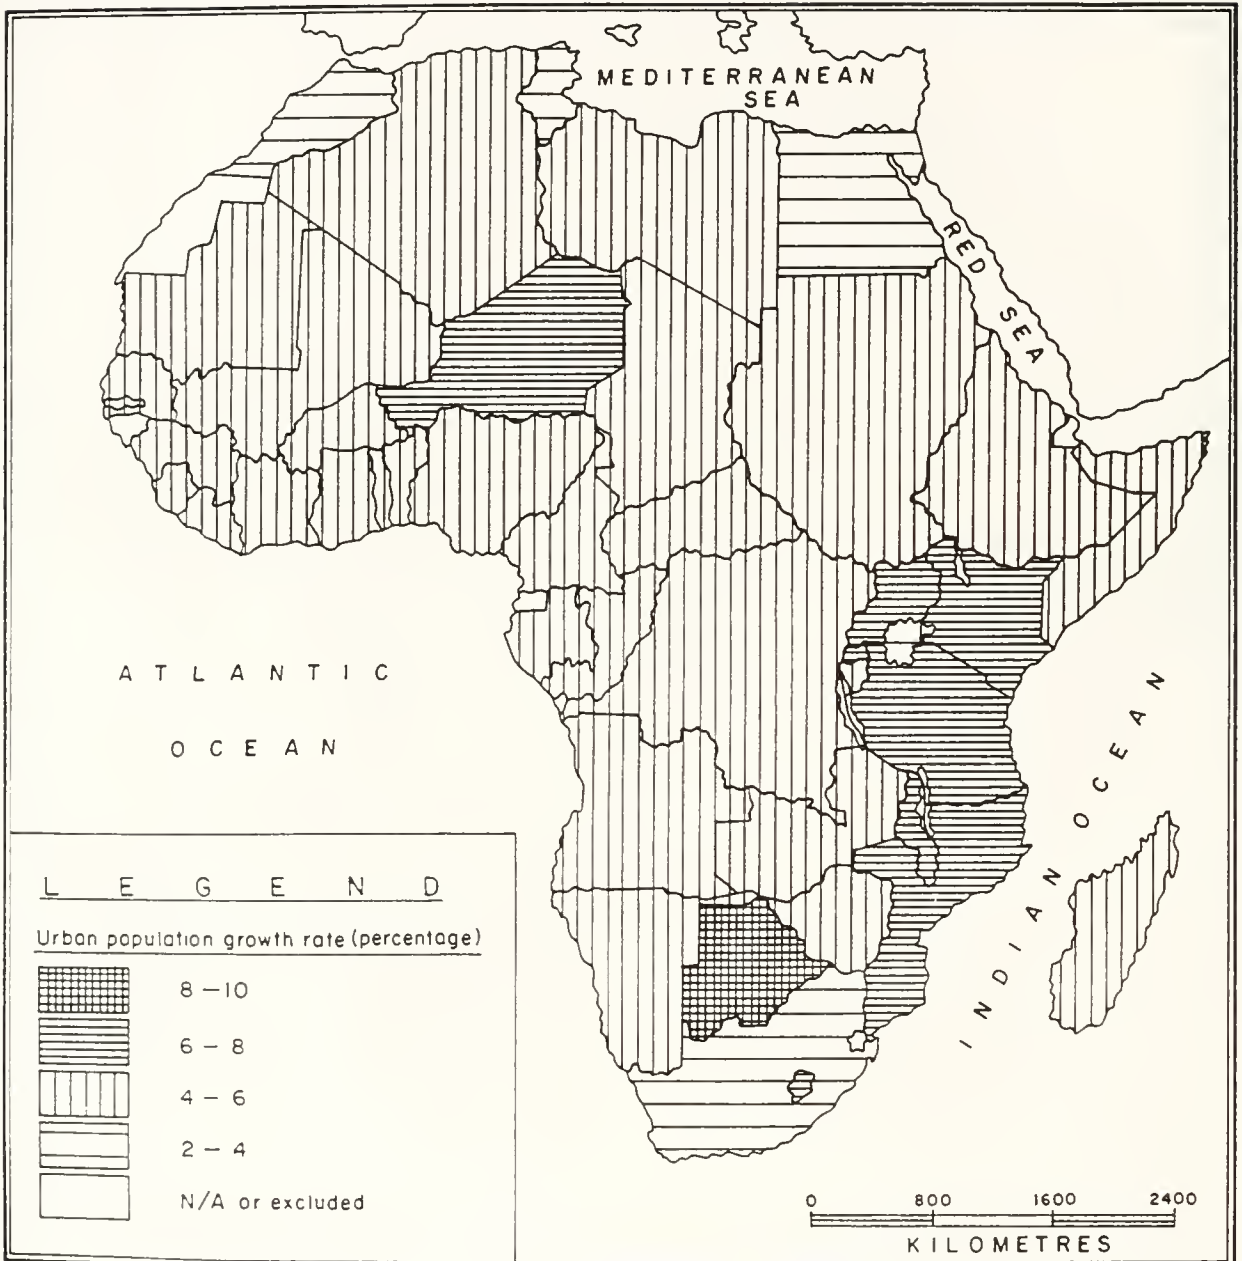 MEDITERRANEAN
SEA
RED SEA
ATLANTIC
OCEAN
INDIAN OCEAN
LEGEND
Urban population growth rate (percentage)
8 – 10
6 – 8
4 – 6
2 – 4
N/A or excluded
0 800 1600 2400
KILOMETRES